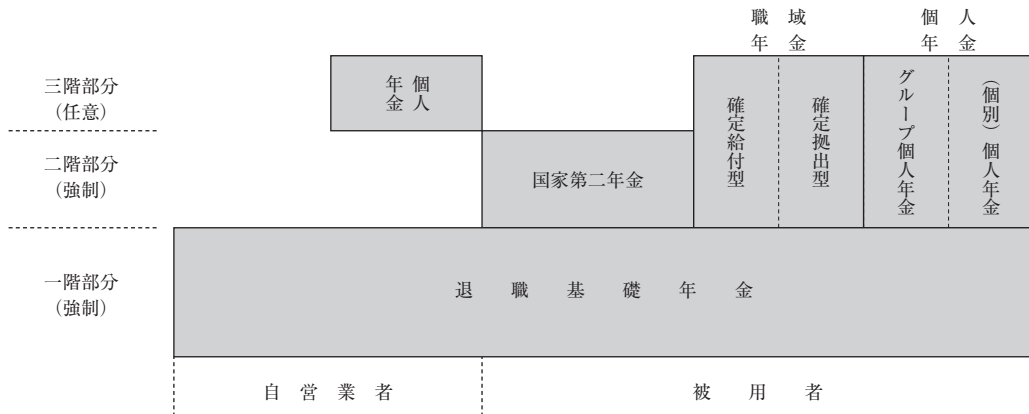 職域
年金
個人
年金
三階部分
（任意）
個人
年金
確定給付型
確定拠出型
グループ個人年金
（個別）個人年金
二階部分
（強制）
国家第二年金
一階部分
（強制）
退職基礎年金
自営業者
被用者